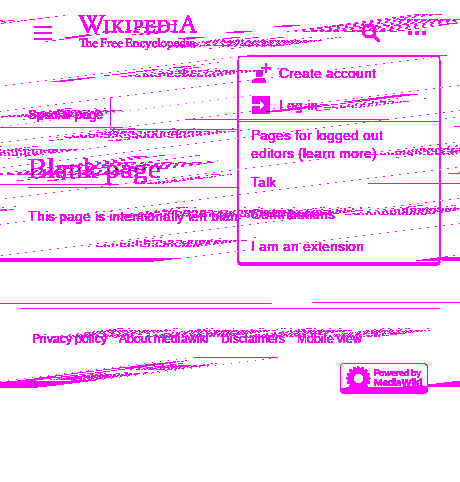 WIKIPEDIA
The Free Encyclopedia
Create account
Special page
Log in
Pages for logged out
editors (learn more)
Blank page
Talk
This page is intentionally left blank
Contributions
I am an extension
Privacy policy About mediawiki Disclaimers Mobile view
Powered by
MediaWiki